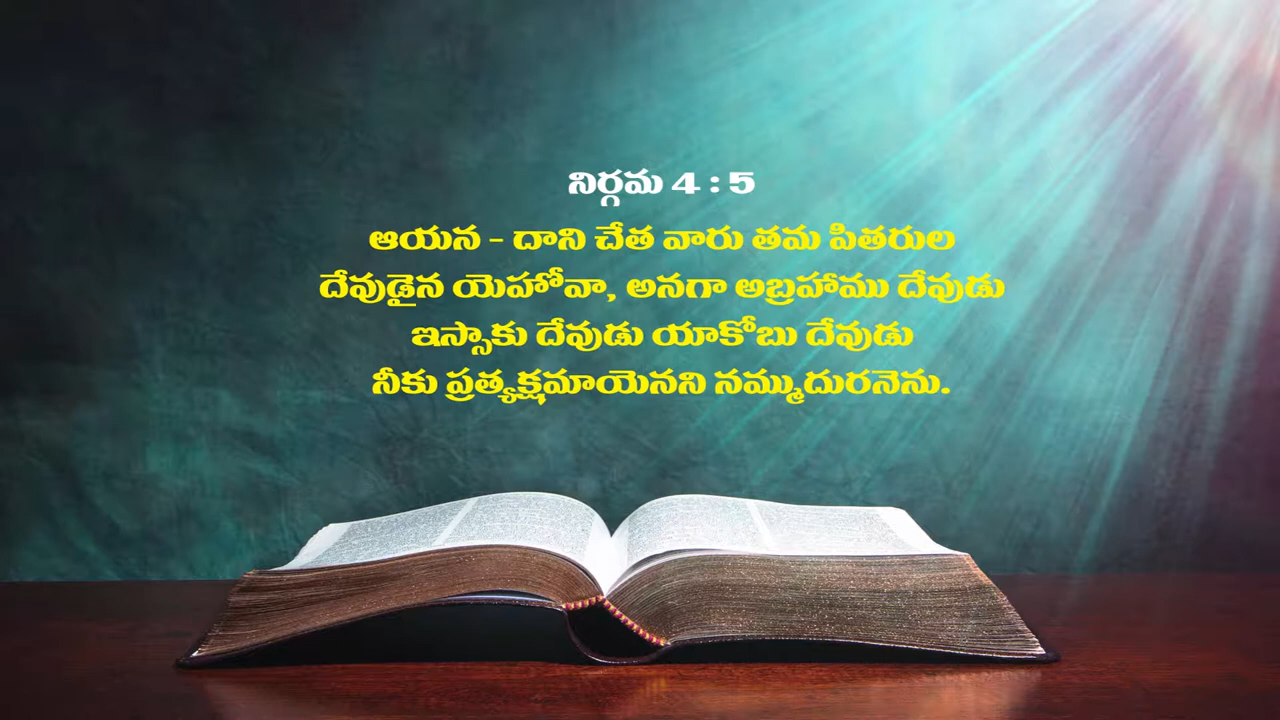 నిర్గమ 4 : 5
ఆయన - దాని చేత వారు తమ పితరుల
దేవుడైన యెహోవా, అనగా అబ్రహాము దేవుడు
ఇస్సాకు దేవుడు యాకోబు దేవుడు
నీకు ప్రత్యక్షమాయెనని నమ్ముదురనెను.